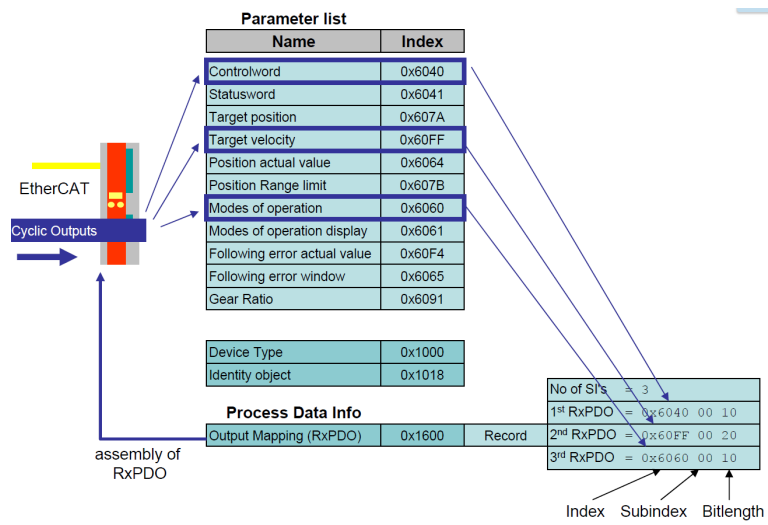 Parameter list
Name Index
Controlword 0x6040
Statusword 0x6041
Target position 0x607A
Target velocity 0x60FF
Position actual value 0x6064
Position Range limit 0x607B
Modes of operation 0x6060
Modes of operation display 0x6061
Following error actual value 0x60F4
Following error window 0x6065
Gear Ratio 0x6091
EtherCAT
Cyclic Outputs
Device Type 0x1000
Identity object 0x1018
Process Data Info
Output Mapping (RxPDO) 0x1600 Record
No of SI's = 3
1st RxPDO = 0x6040 00 10
2nd RxPDO = 0x60FF 00 20
3rd RxPDO = 0x6060 00 10
assembly of
RxPDO
Index Subindex Bitlength